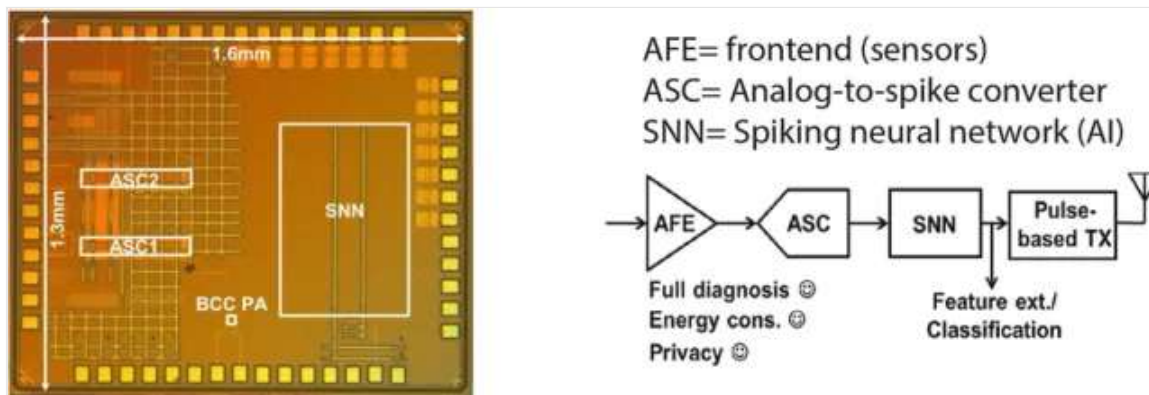 1.6mm
1.3mm
ASC2
ASC1
SNN
BCC PA
AFE= frontend (sensors)
ASC= Analog-to-spike converter
SNN= Spiking neural network (AI)
AFE
ASC
SNN
Pulse-
based TX
Full diagnosis ☺
Energy cons. ☺
Privacy ☺
Feature ext./
Classification